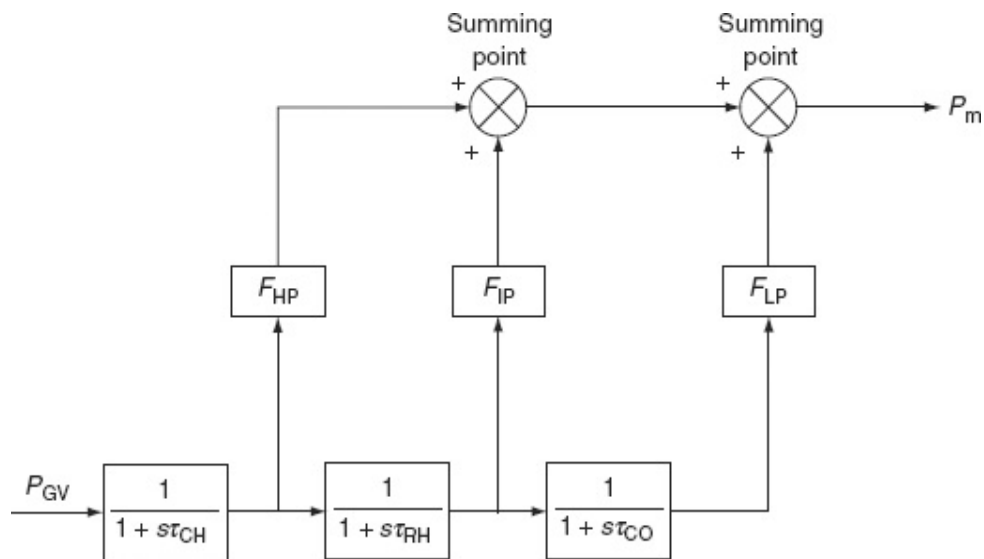 Summing
point
Summing
point
+
+
P_m
+
+
F_HP
F_IP
F_LP
P_GV
1
1 + sτ_CH
1
1 + sτ_RH
1
1 + sτ_CO